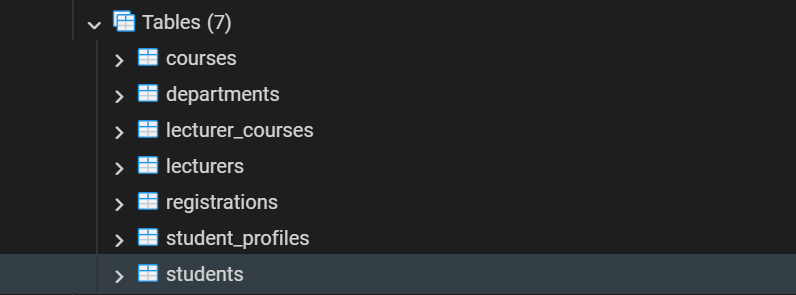 Tables (7)
courses
departments
lecturer_courses
lecturers
registrations
student_profiles
students